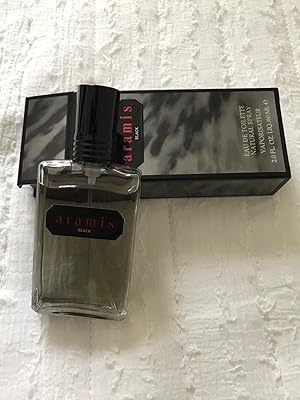 aramis
BLACK
EAU DE TOILETTE
NATURAL SPRAY
VAPORISATEUR
2.0 FL. OZ. LIQ./60 ML ℮
aramis
BLACK